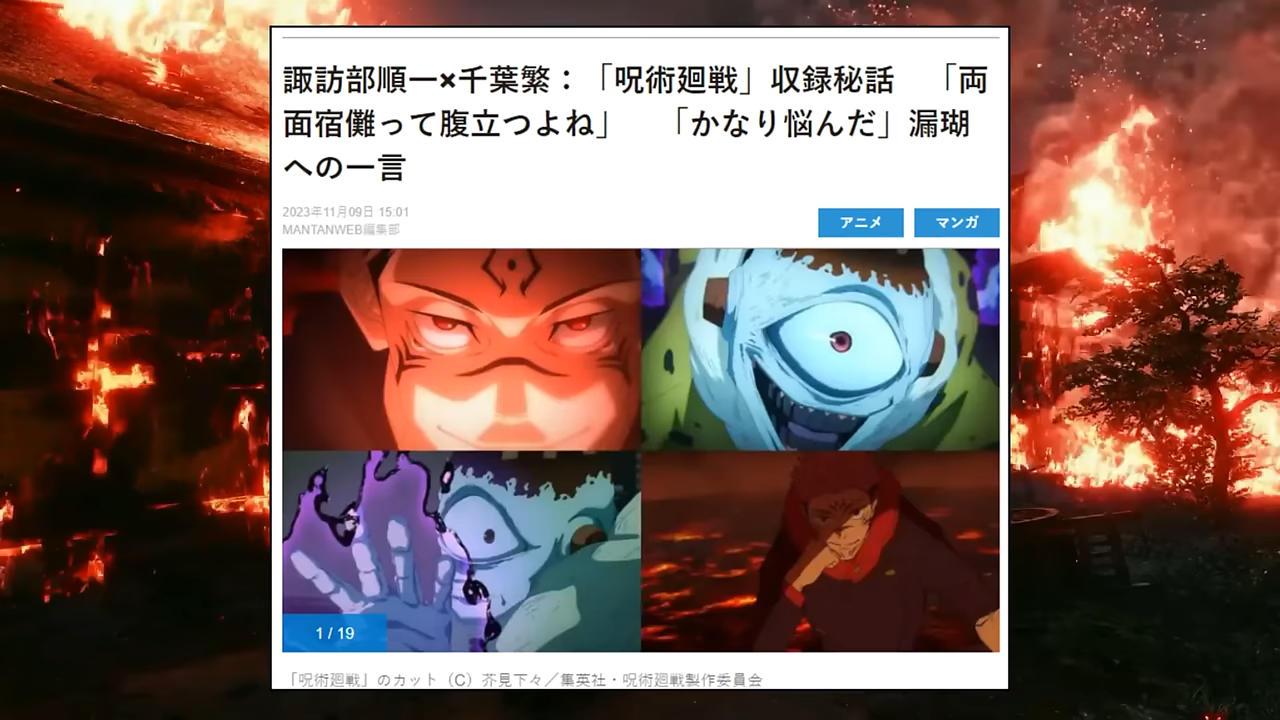 諏訪部順一×千葉繁：「呪術廻戦」収録秘話　「両
面宿儺って腹立つよね」　「かなり悩んだ」漏瑚
への一言
2023年11月09日 15:01
MANTANWEB編集部
アニメ
マンガ
1 / 19
「呪術廻戦」のカット（C）芥見下々／集英社・呪術廻戦製作委員会